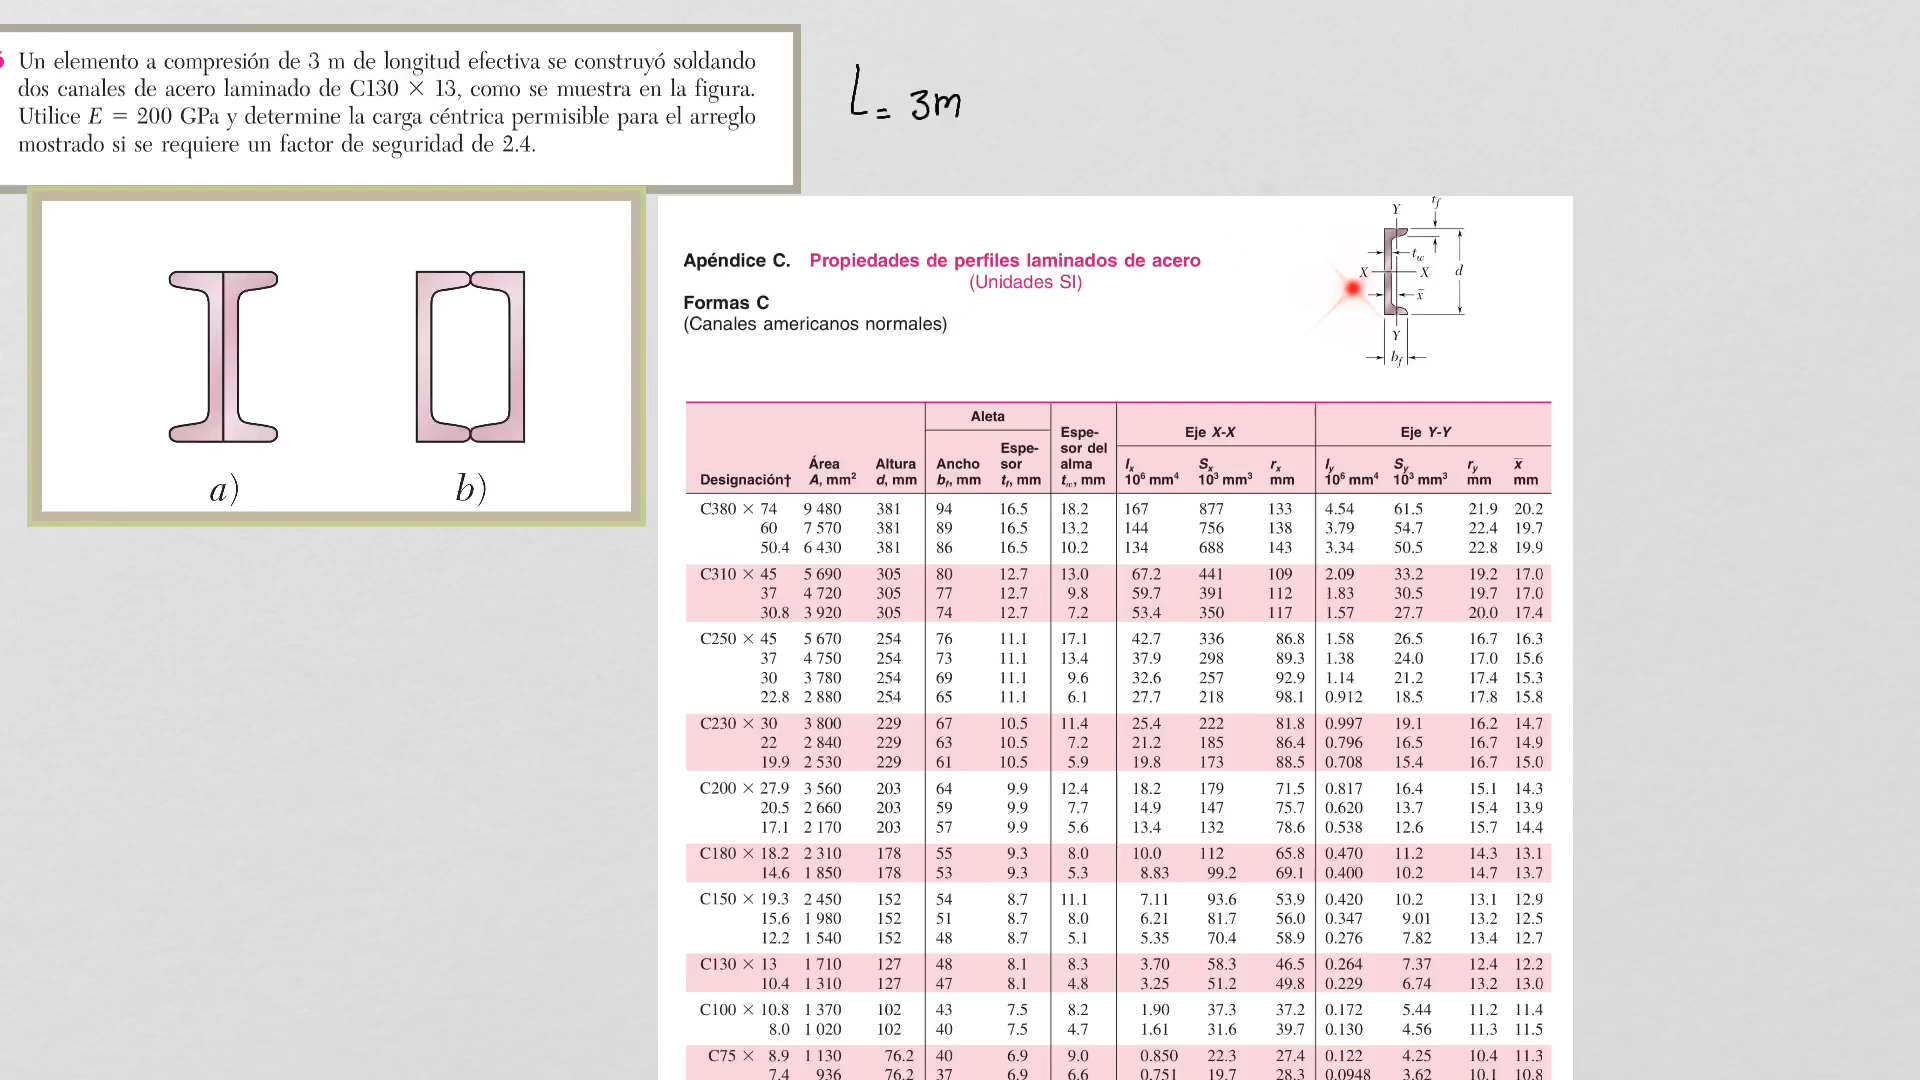 Un elemento a compresión de 3 m de longitud efectiva se construyó soldando
dos canales de acero laminado de C130 × 13, como se muestra en la figura.
Utilice E = 200 GPa y determine la carga céntrica permisible para el arreglo
mostrado si se requiere un factor de seguridad de 2.4.
L = 3m
a)
b)
Apéndice C. Propiedades de perfiles laminados de acero
(Unidades SI)
Formas C
(Canales americanos normales)
Y
tf
tw
X
X
d
x̄
Y
bf
Aleta
Eje X-X
Eje Y-Y
Designación†
Área A, mm²
Altura d, mm
Ancho bf, mm
Espesor tf, mm
Espesor del alma tw, mm
Ix 10⁶ mm⁴
Sx 10³ mm³
rx mm
Iy 10⁶ mm⁴
Sy 10³ mm³
ry mm
x̄ mm
C380 × 74 9 480 381 94 16.5 18.2 167 877 133 4.54 61.5 21.9 20.2
60 7 570 381 89 16.5 13.2 144 756 138 3.79 54.7 22.4 19.7
50.4 6 430 381 86 16.5 10.2 134 688 143 3.34 50.5 22.8 19.9
C310 × 45 5 690 305 80 12.7 13.0 67.2 441 109 2.09 33.2 19.2 17.0
37 4 720 305 77 12.7 9.8 59.7 391 112 1.83 30.5 19.7 17.0
30.8 3 920 305 74 12.7 7.2 53.4 350 117 1.57 27.7 20.0 17.4
C250 × 45 5 670 254 76 11.1 17.1 42.7 336 86.8 1.58 26.5 16.7 16.3
37 4 750 254 73 11.1 13.4 37.9 298 89.3 1.38 24.0 17.0 15.6
30 3 780 254 69 11.1 9.6 32.6 257 92.9 1.14 21.2 17.4 15.3
22.8 2 880 254 65 11.1 6.1 27.7 218 98.1 0.912 18.5 17.8 15.8
C230 × 30 3 800 229 67 10.5 11.4 25.4 222 81.8 0.997 19.1 16.2 14.7
22 2 840 229 63 10.5 7.2 21.2 185 86.4 0.796 16.5 16.7 14.9
19.9 2 530 229 61 10.5 5.9 19.8 173 88.5 0.708 15.4 16.7 15.0
C200 × 27.9 3 560 203 64 9.9 12.4 18.2 179 71.5 0.817 16.4 15.1 14.3
20.5 2 660 203 59 9.9 7.7 14.9 147 75.7 0.620 13.7 15.4 13.9
17.1 2 170 203 57 9.9 5.6 13.4 132 78.6 0.538 12.6 15.7 14.4
C180 × 18.2 2 310 178 55 9.3 8.0 10.0 112 65.8 0.470 11.2 14.3 13.1
14.6 1 850 178 53 9.3 5.3 8.83 99.2 69.1 0.400 10.2 14.7 13.7
C150 × 19.3 2 450 152 54 8.7 11.1 7.11 93.6 53.9 0.420 10.2 13.1 12.9
15.6 1 980 152 51 8.7 8.0 6.21 81.7 56.0 0.347 9.01 13.2 12.5
12.2 1 540 152 48 8.7 5.1 5.35 70.4 58.9 0.276 7.82 13.4 12.7
C130 × 13 1 710 127 48 8.1 8.3 3.70 58.3 46.5 0.264 7.37 12.4 12.2
10.4 1 310 127 47 8.1 4.8 3.25 51.2 49.8 0.229 6.74 13.2 13.0
C100 × 10.8 1 370 102 43 7.5 8.2 1.90 37.3 37.2 0.172 5.44 11.2 11.4
8.0 1 020 102 40 7.5 4.7 1.61 31.6 39.7 0.130 4.56 11.3 11.5
C75 × 8.9 1 130 76.2 40 6.9 9.0 0.850 22.3 27.4 0.122 4.25 10.4 11.3
7.4 936 76.2 37 6.9 6.6 0.751 19.7 28.3 0.0948 3.62 10.1 10.8